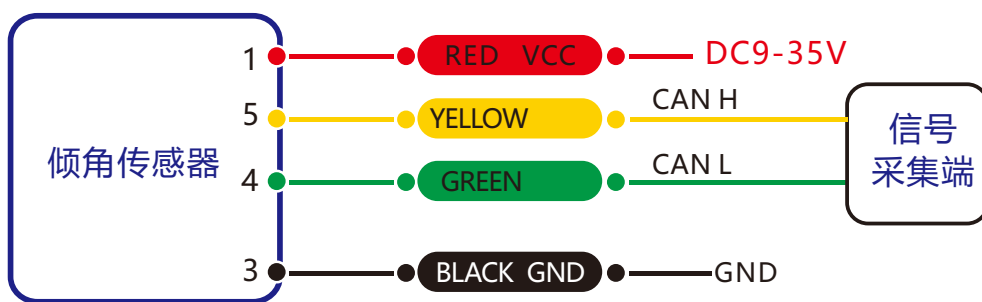 倾角传感器
1 RED VCC DC9-35V
5 YELLOW CAN H
4 GREEN CAN L
3 BLACK GND GND
信号
采集端